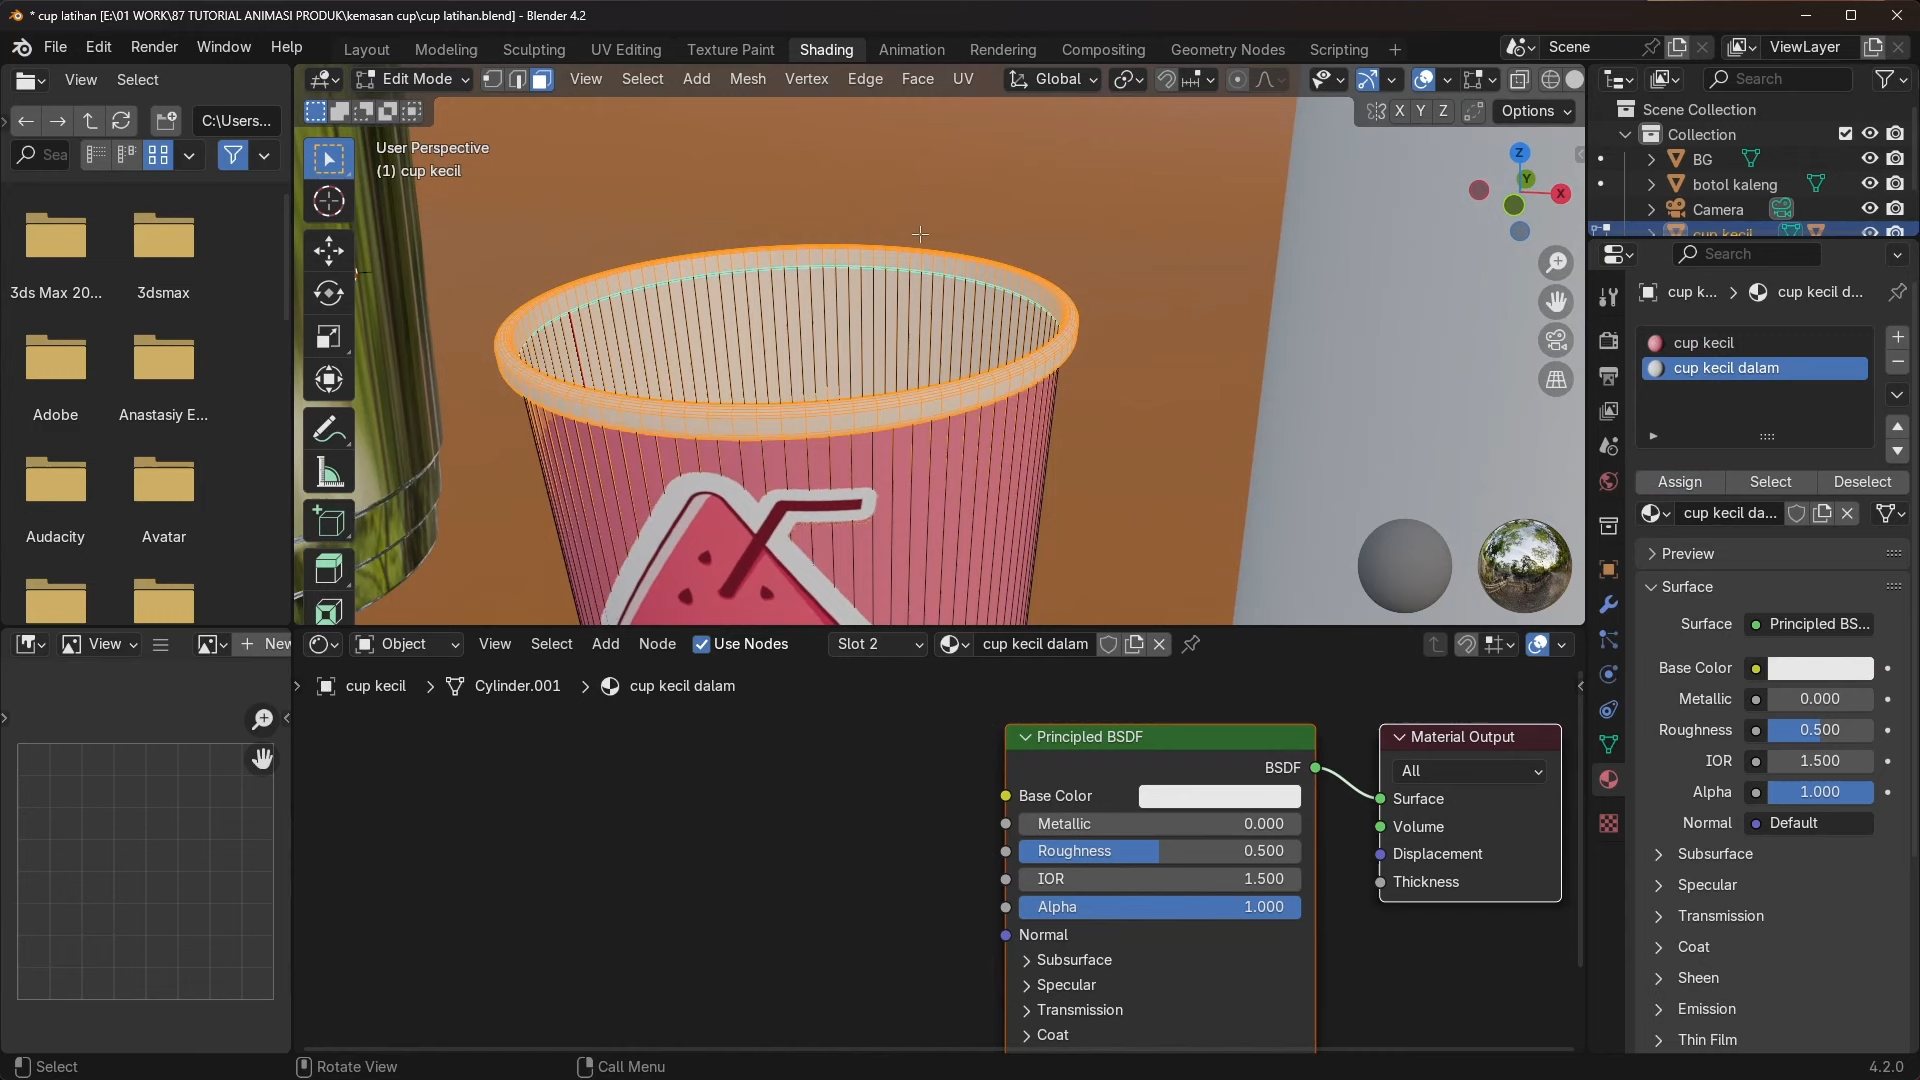 * cup latihan [E:\01 WORK\87 TUTORIAL ANIMASI PRODUK\kemasan cup\cup latihan.blend] - Blender 4.2
File Edit Render Window Help Layout Modeling Sculpting UV Editing Texture Paint Shading Animation Rendering Compositing Geometry Nodes Scripting + Scene ViewLayer
View Select Edit Mode View Select Add Mesh Vertex Edge Face UV Global Search
C:\Users... X Y Z Options Scene Collection
Sea Collection
User Perspective
(1) cup kecil
Z Y X
BG
botol kaleng
Camera
cup kecil
Search
3ds Max 20... 3dsmax
cup k... cup kecil d...
Adobe Anastasiy E...
cup kecil
cup kecil dalam
Audacity Avatar
Assign Select Deselect
cup kecil da...
Preview
Surface
Surface Principled BS...
Base Color
Metallic 0.000
Roughness 0.500
IOR 1.500
Alpha 1.000
Normal Default
Subsurface
Specular
Transmission
Coat
Sheen
Emission
Thin Film
View New Object View Select Add Node Use Nodes Slot 2 cup kecil dalam
cup kecil Cylinder.001 cup kecil dalam
Principled BSDF
BSDF
Base Color
Metallic 0.000
Roughness 0.500
IOR 1.500
Alpha 1.000
Normal
Subsurface
Specular
Transmission
Coat
Material Output
All
Surface
Volume
Displacement
Thickness
Select Rotate View Call Menu 4.2.0